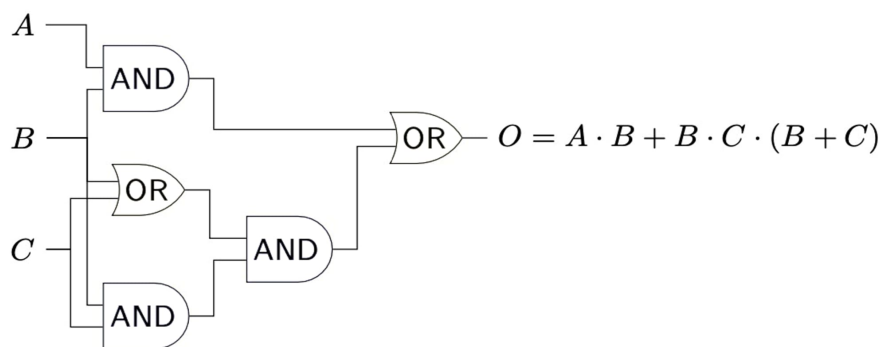 A
AND
B
OR
O = A · B + B · C · (B + C)
OR
C
AND
AND